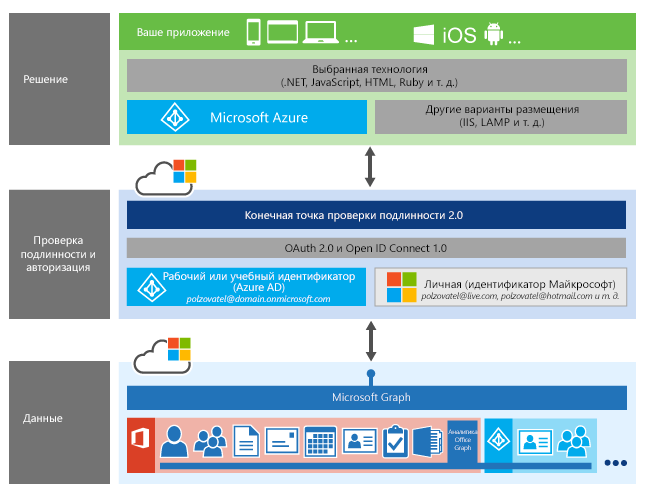 Решение
Ваше приложение
...
iOS
...
Выбранная технология
(.NET, JavaScript, HTML, Ruby и т. д.)
Microsoft Azure
Другие варианты размещения
(IIS, LAMP и т. д.)
Проверка
подлинности и
авторизация
Конечная точка проверки подлинности 2.0
OAuth 2.0 и Open ID Connect 1.0
Рабочий или учебный идентификатор
(Azure AD)
polzovatel@domain.onmicrosoft.com
Личная (идентификатор Майкрософт)
polzovatel@live.com, polzovatel@hotmail.com и т. д.
Данные
Microsoft Graph
Аналитика
Office
Graph